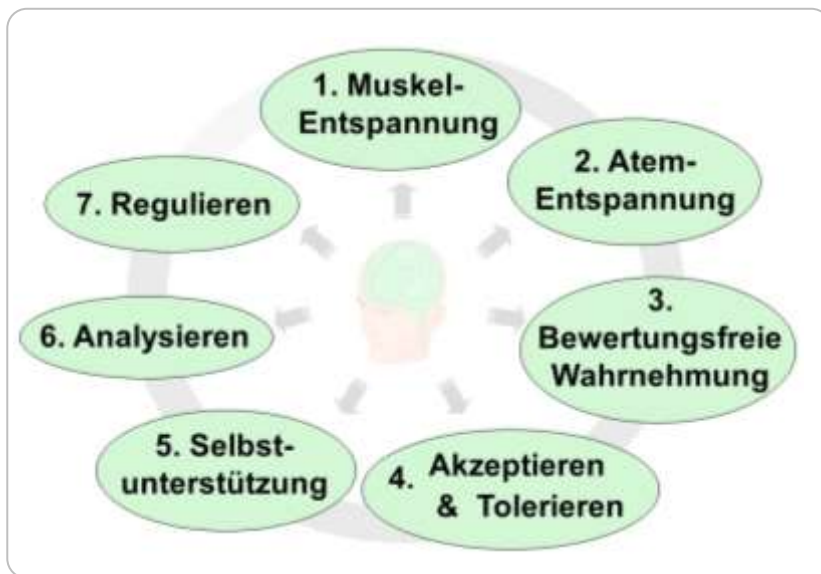 1. Muskel-
Entspannung
2. Atem-
Entspannung
3.
Bewertungsfreie
Wahrnehmung
4. Akzeptieren
& Tolerieren
5. Selbst-
unterstützung
6. Analysieren
7. Regulieren